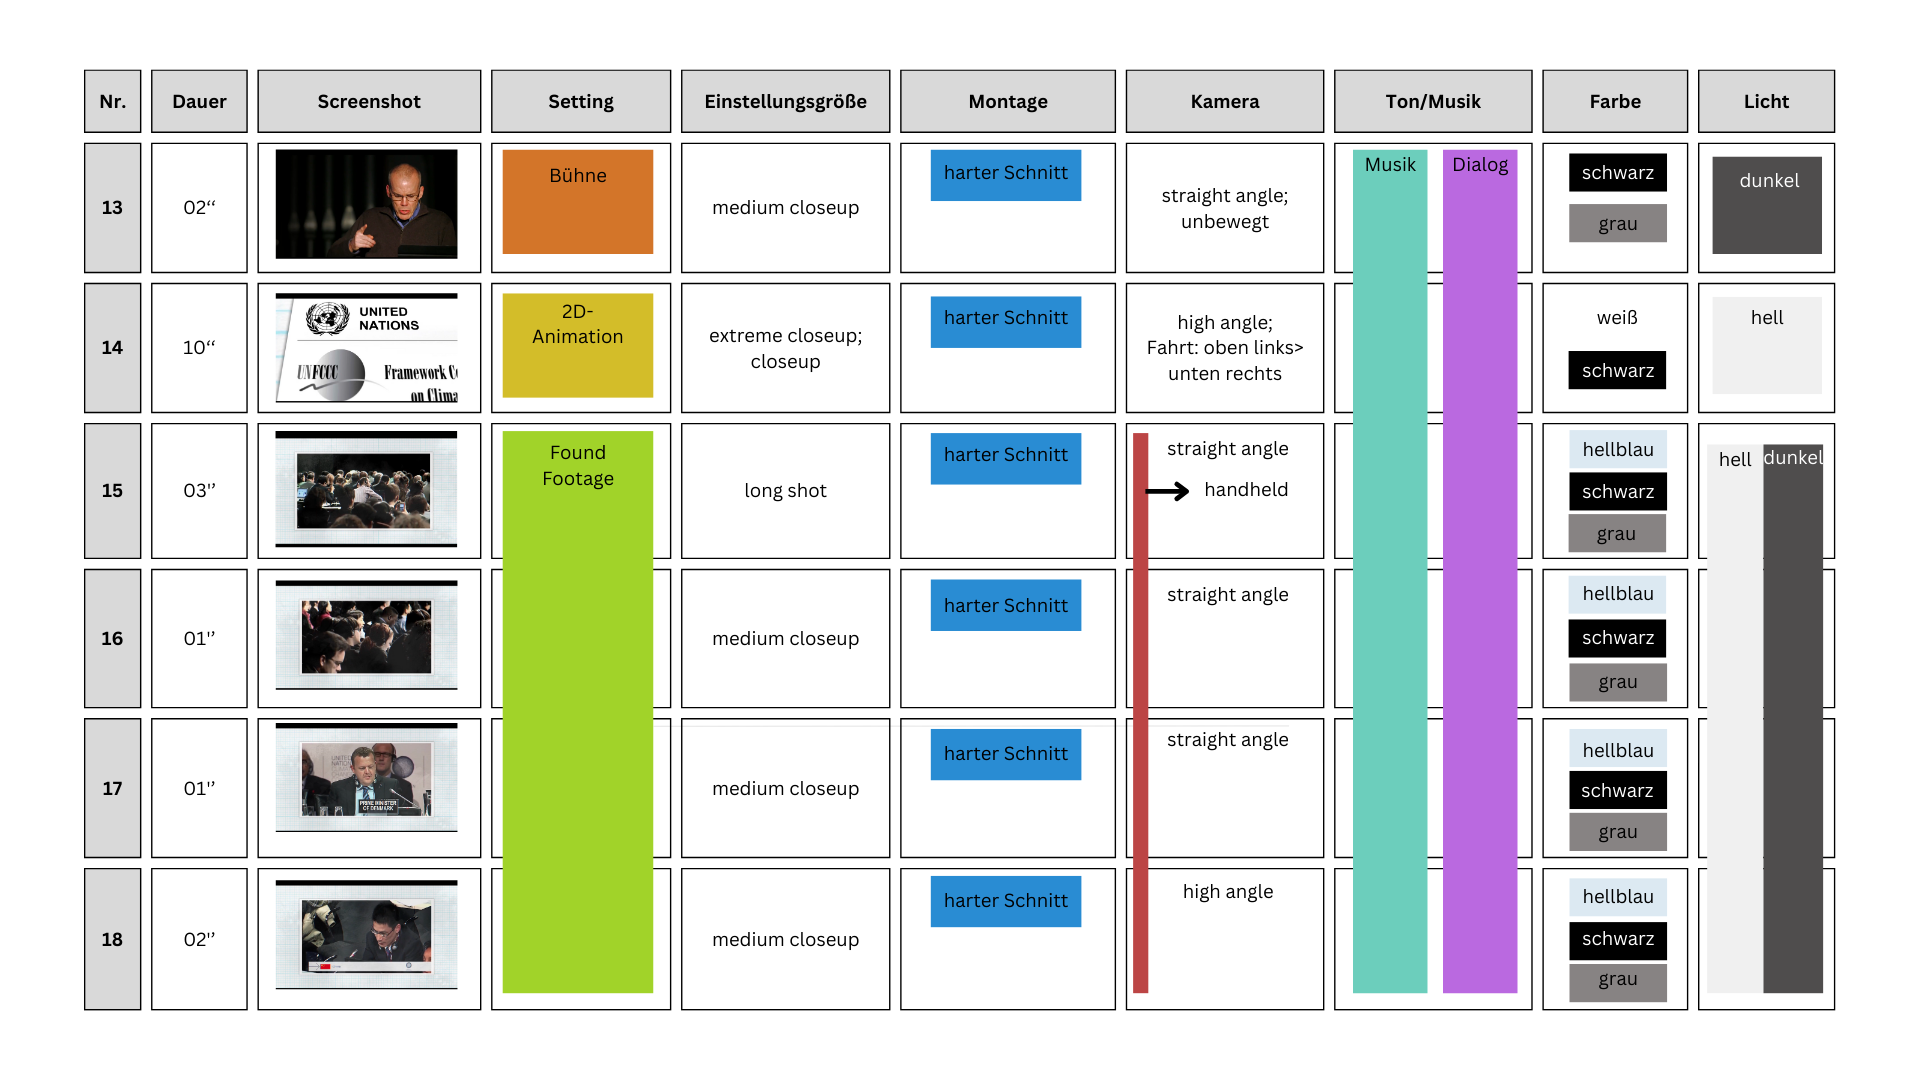 Nr. Dauer Screenshot Setting Einstellungsgröße Montage Kamera Ton/Musik Farbe Licht
13 02“ Bühne medium closeup harter Schnitt straight angle; Musik Dialog schwarz dunkel
unbewegt
grau
14 10“ UNITED
NATIONS
UNFCCC Framework
on
2D-
Animation
extreme closeup;
closeup
harter Schnitt
high angle;
Fahrt: oben links>
unten rechts
weiß
schwarz
hell
15 03"’ Found
Footage
long shot
harter Schnitt
straight angle
handheld
hellblau
schwarz
grau
hell dunkel
16 01"’ medium closeup harter Schnitt straight angle hellblau
schwarz
grau
17 01"’ PRIME MINISTER
OF DENMARK
medium closeup harter Schnitt straight angle hellblau
schwarz
grau
18 02"’ medium closeup harter Schnitt high angle hellblau
schwarz
grau